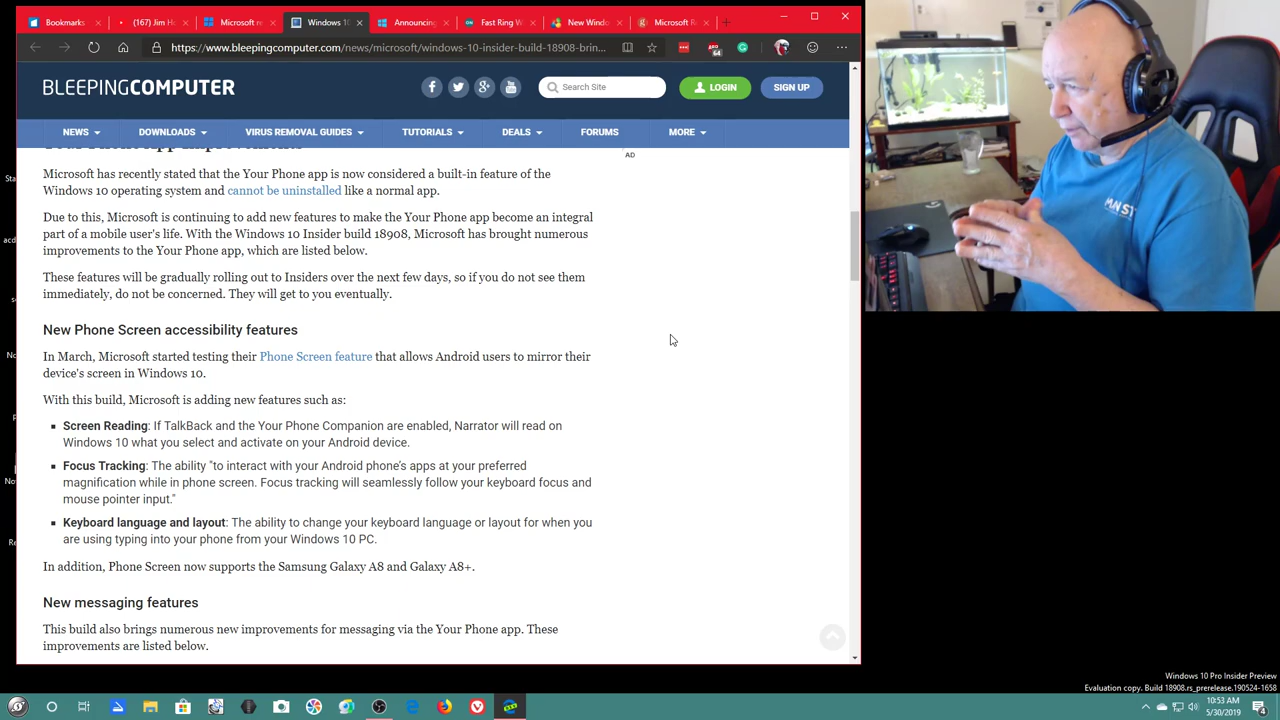 Bookmarks
(167) Jim H
Microsoft re
Windows 10
Announcing
Fast Ring W
New Windo
Microsoft R
https://www.bleepingcomputer.com/news/microsoft/windows-10-insider-build-18908-brin...
64
BLEEPINGCOMPUTER
Search Site
LOGIN
SIGN UP
NEWS
DOWNLOADS
VIRUS REMOVAL GUIDES
TUTORIALS
DEALS
FORUMS
MORE
Your Phone App improvements
AD
Microsoft has recently stated that the Your Phone app is now considered a built-in feature of the
Windows 10 operating system and cannot be uninstalled like a normal app.
Due to this, Microsoft is continuing to add new features to make the Your Phone app become an integral
part of a mobile user's life. With the Windows 10 Insider build 18908, Microsoft has brought numerous
improvements to the Your Phone app, which are listed below.
These features will be gradually rolling out to Insiders over the next few days, so if you do not see them
immediately, do not be concerned. They will get to you eventually.
New Phone Screen accessibility features
In March, Microsoft started testing their Phone Screen feature that allows Android users to mirror their
device's screen in Windows 10.
With this build, Microsoft is adding new features such as:
Screen Reading: If TalkBack and the Your Phone Companion are enabled, Narrator will read on
Windows 10 what you select and activate on your Android device.
Focus Tracking: The ability "to interact with your Android phone's apps at your preferred
magnification while in phone screen. Focus tracking will seamlessly follow your keyboard focus and
mouse pointer input."
Keyboard language and layout: The ability to change your keyboard language or layout for when you
are using typing into your phone from your Windows 10 PC.
In addition, Phone Screen now supports the Samsung Galaxy A8 and Galaxy A8+.
New messaging features
This build also brings numerous new improvements for messaging via the Your Phone app. These
improvements are listed below.
Windows 10 Pro Insider Preview
Evaluation copy. Build 18908.rs_prerelease.190524-1658
10:53 AM
5/30/2019
4